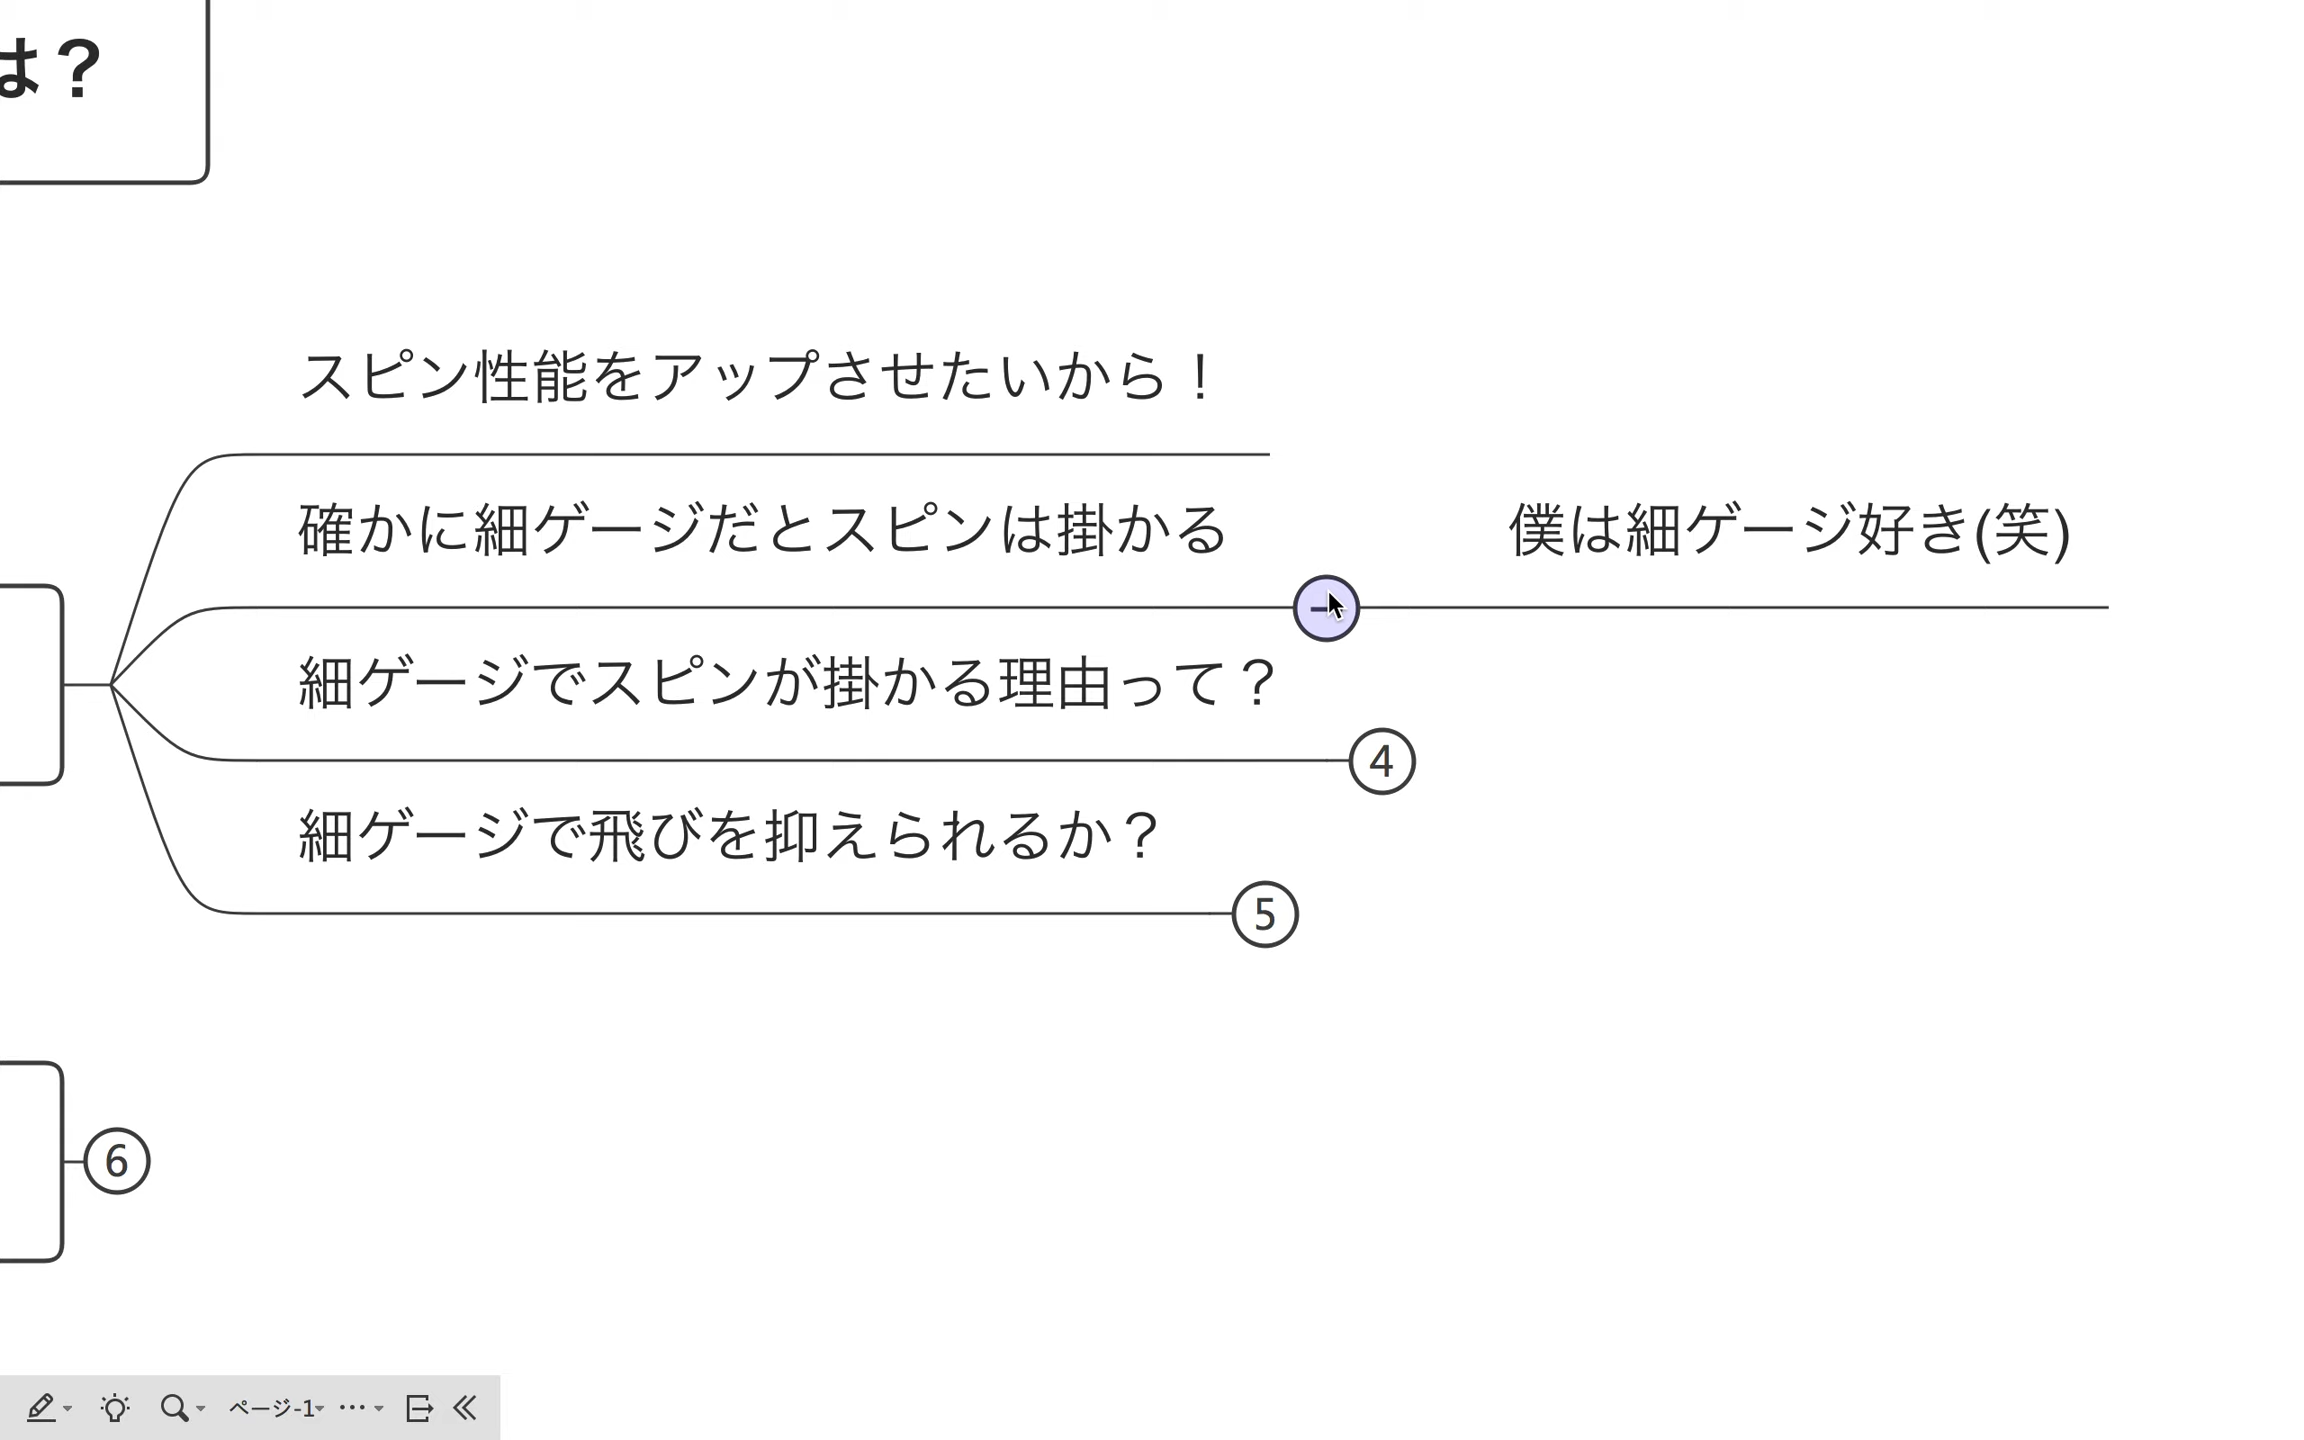 は？
スピン性能をアップさせたいから！
確かに細ゲージだとスピンは掛かる
僕は細ゲージ好き(笑)
細ゲージでスピンが掛かる理由って？
4
細ゲージで飛びを抑えられるか？
5
6
ページ-1